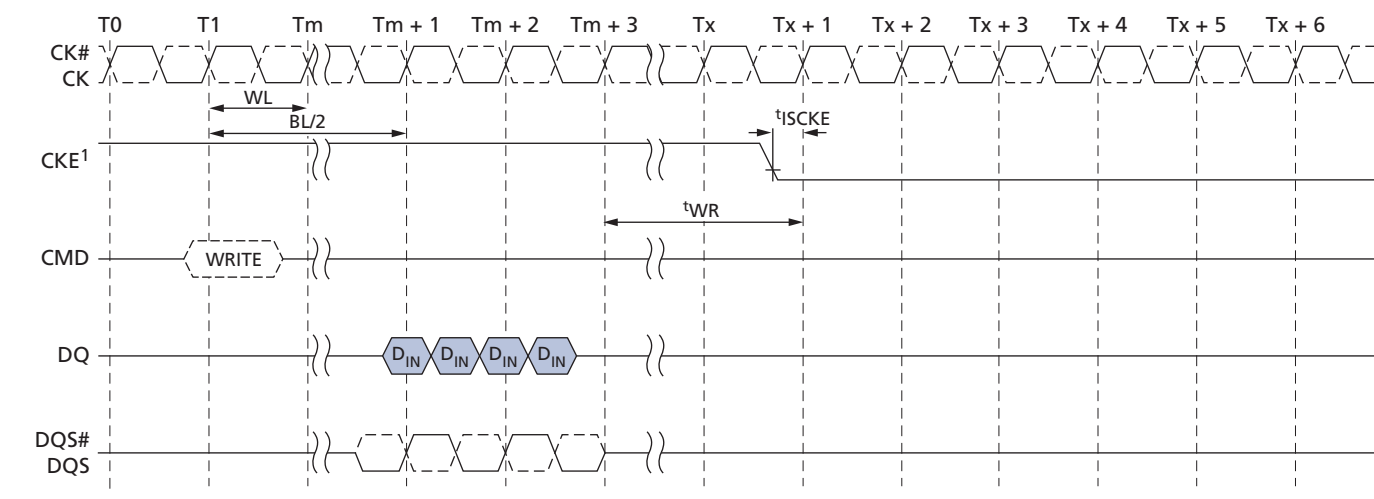 T0 T1 Tm Tm + 1 Tm + 2 Tm + 3 Tx Tx + 1 Tx + 2 Tx + 3 Tx + 4 Tx + 5 Tx + 6
CK#
CK
WL
BL/2
tISCKE
CKE1
tWR
CMD WRITE
DQ DIN DIN DIN DIN
DQS#
DQS